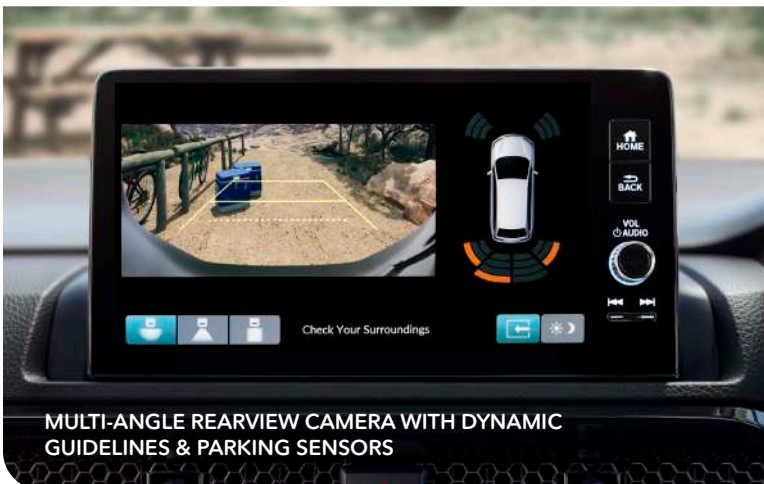 HOME
BACK
VOL
AUDIO
Check Your Surroundings
MULTI-ANGLE REARVIEW CAMERA WITH DYNAMIC
GUIDELINES & PARKING SENSORS